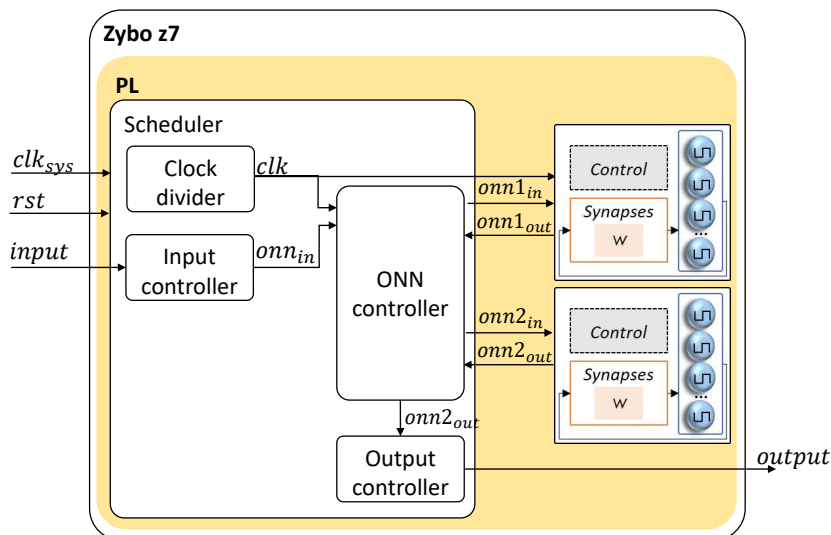 Zybo z7
PL
Scheduler
clk_sys
rst
input
Clock
divider
clk
Input
controller
onn_in
ONN
controller
onn1_in
onn1_out
onn2_in
onn2_out
onn2_out
Output
controller
output
Control
Synapses
W
...
Control
Synapses
W
...